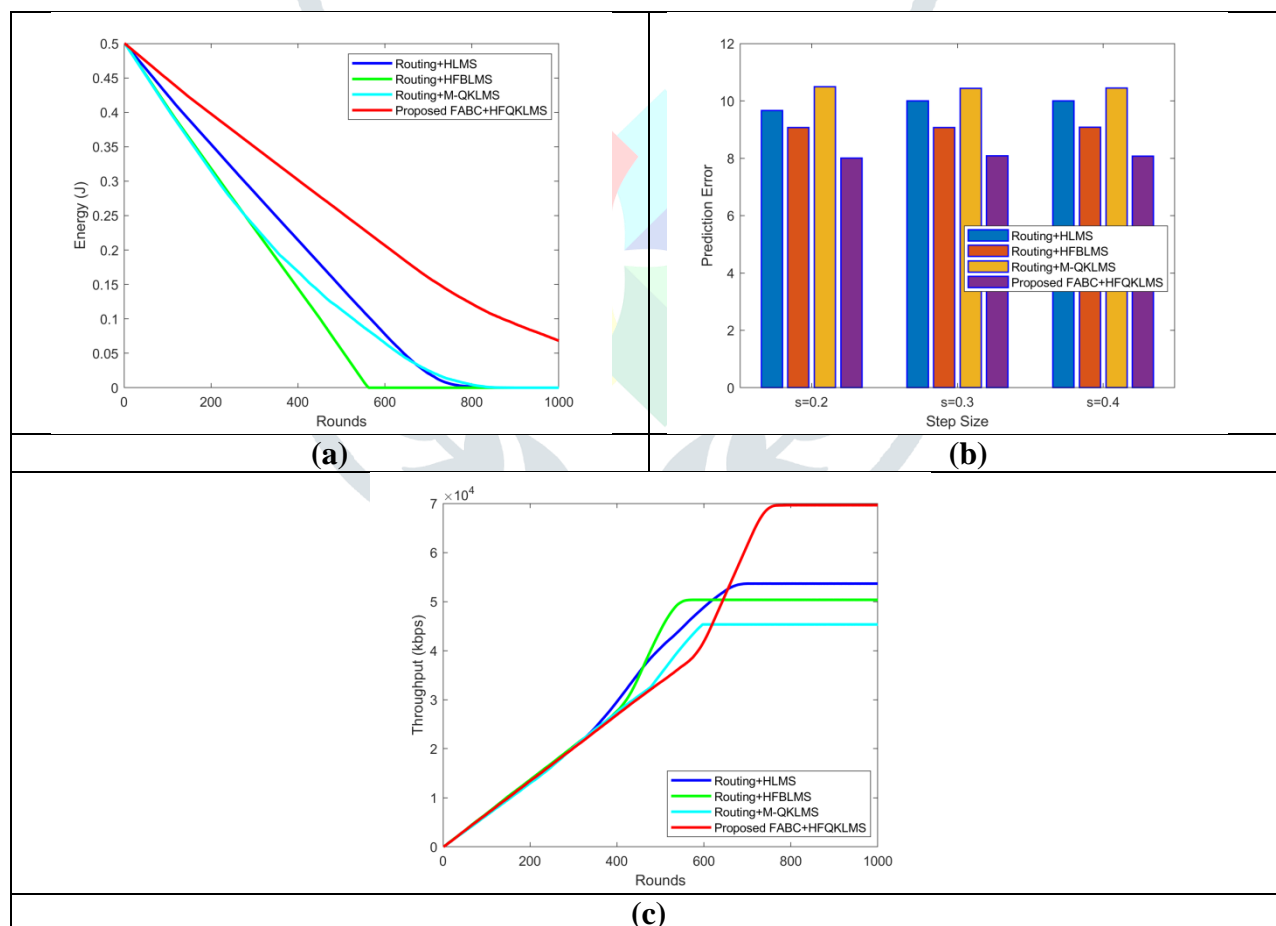 0.5
0.45
0.4
0.35
0.3
0.25
0.2
0.15
0.1
0.05
0
Energy (J)
Routing+HLMS
Routing+HFBLMS
Routing+M-QKLMS
Proposed FABC+HFQKLMS
0 200 400 600 800 1000
Rounds
12
10
8
6
4
2
0
Prediction Error
Routing+HLMS
Routing+HFBLMS
Routing+M-QKLMS
Proposed FABC+HFQKLMS
s=0.2 s=0.3 s=0.4
Step Size
(a)
(b)
×10^4
7
6
5
4
3
2
1
0
Throughput (kbps)
Routing+HLMS
Routing+HFBLMS
Routing+M-QKLMS
Proposed FABC+HFQKLMS
0 200 400 600 800 1000
Rounds
(c)